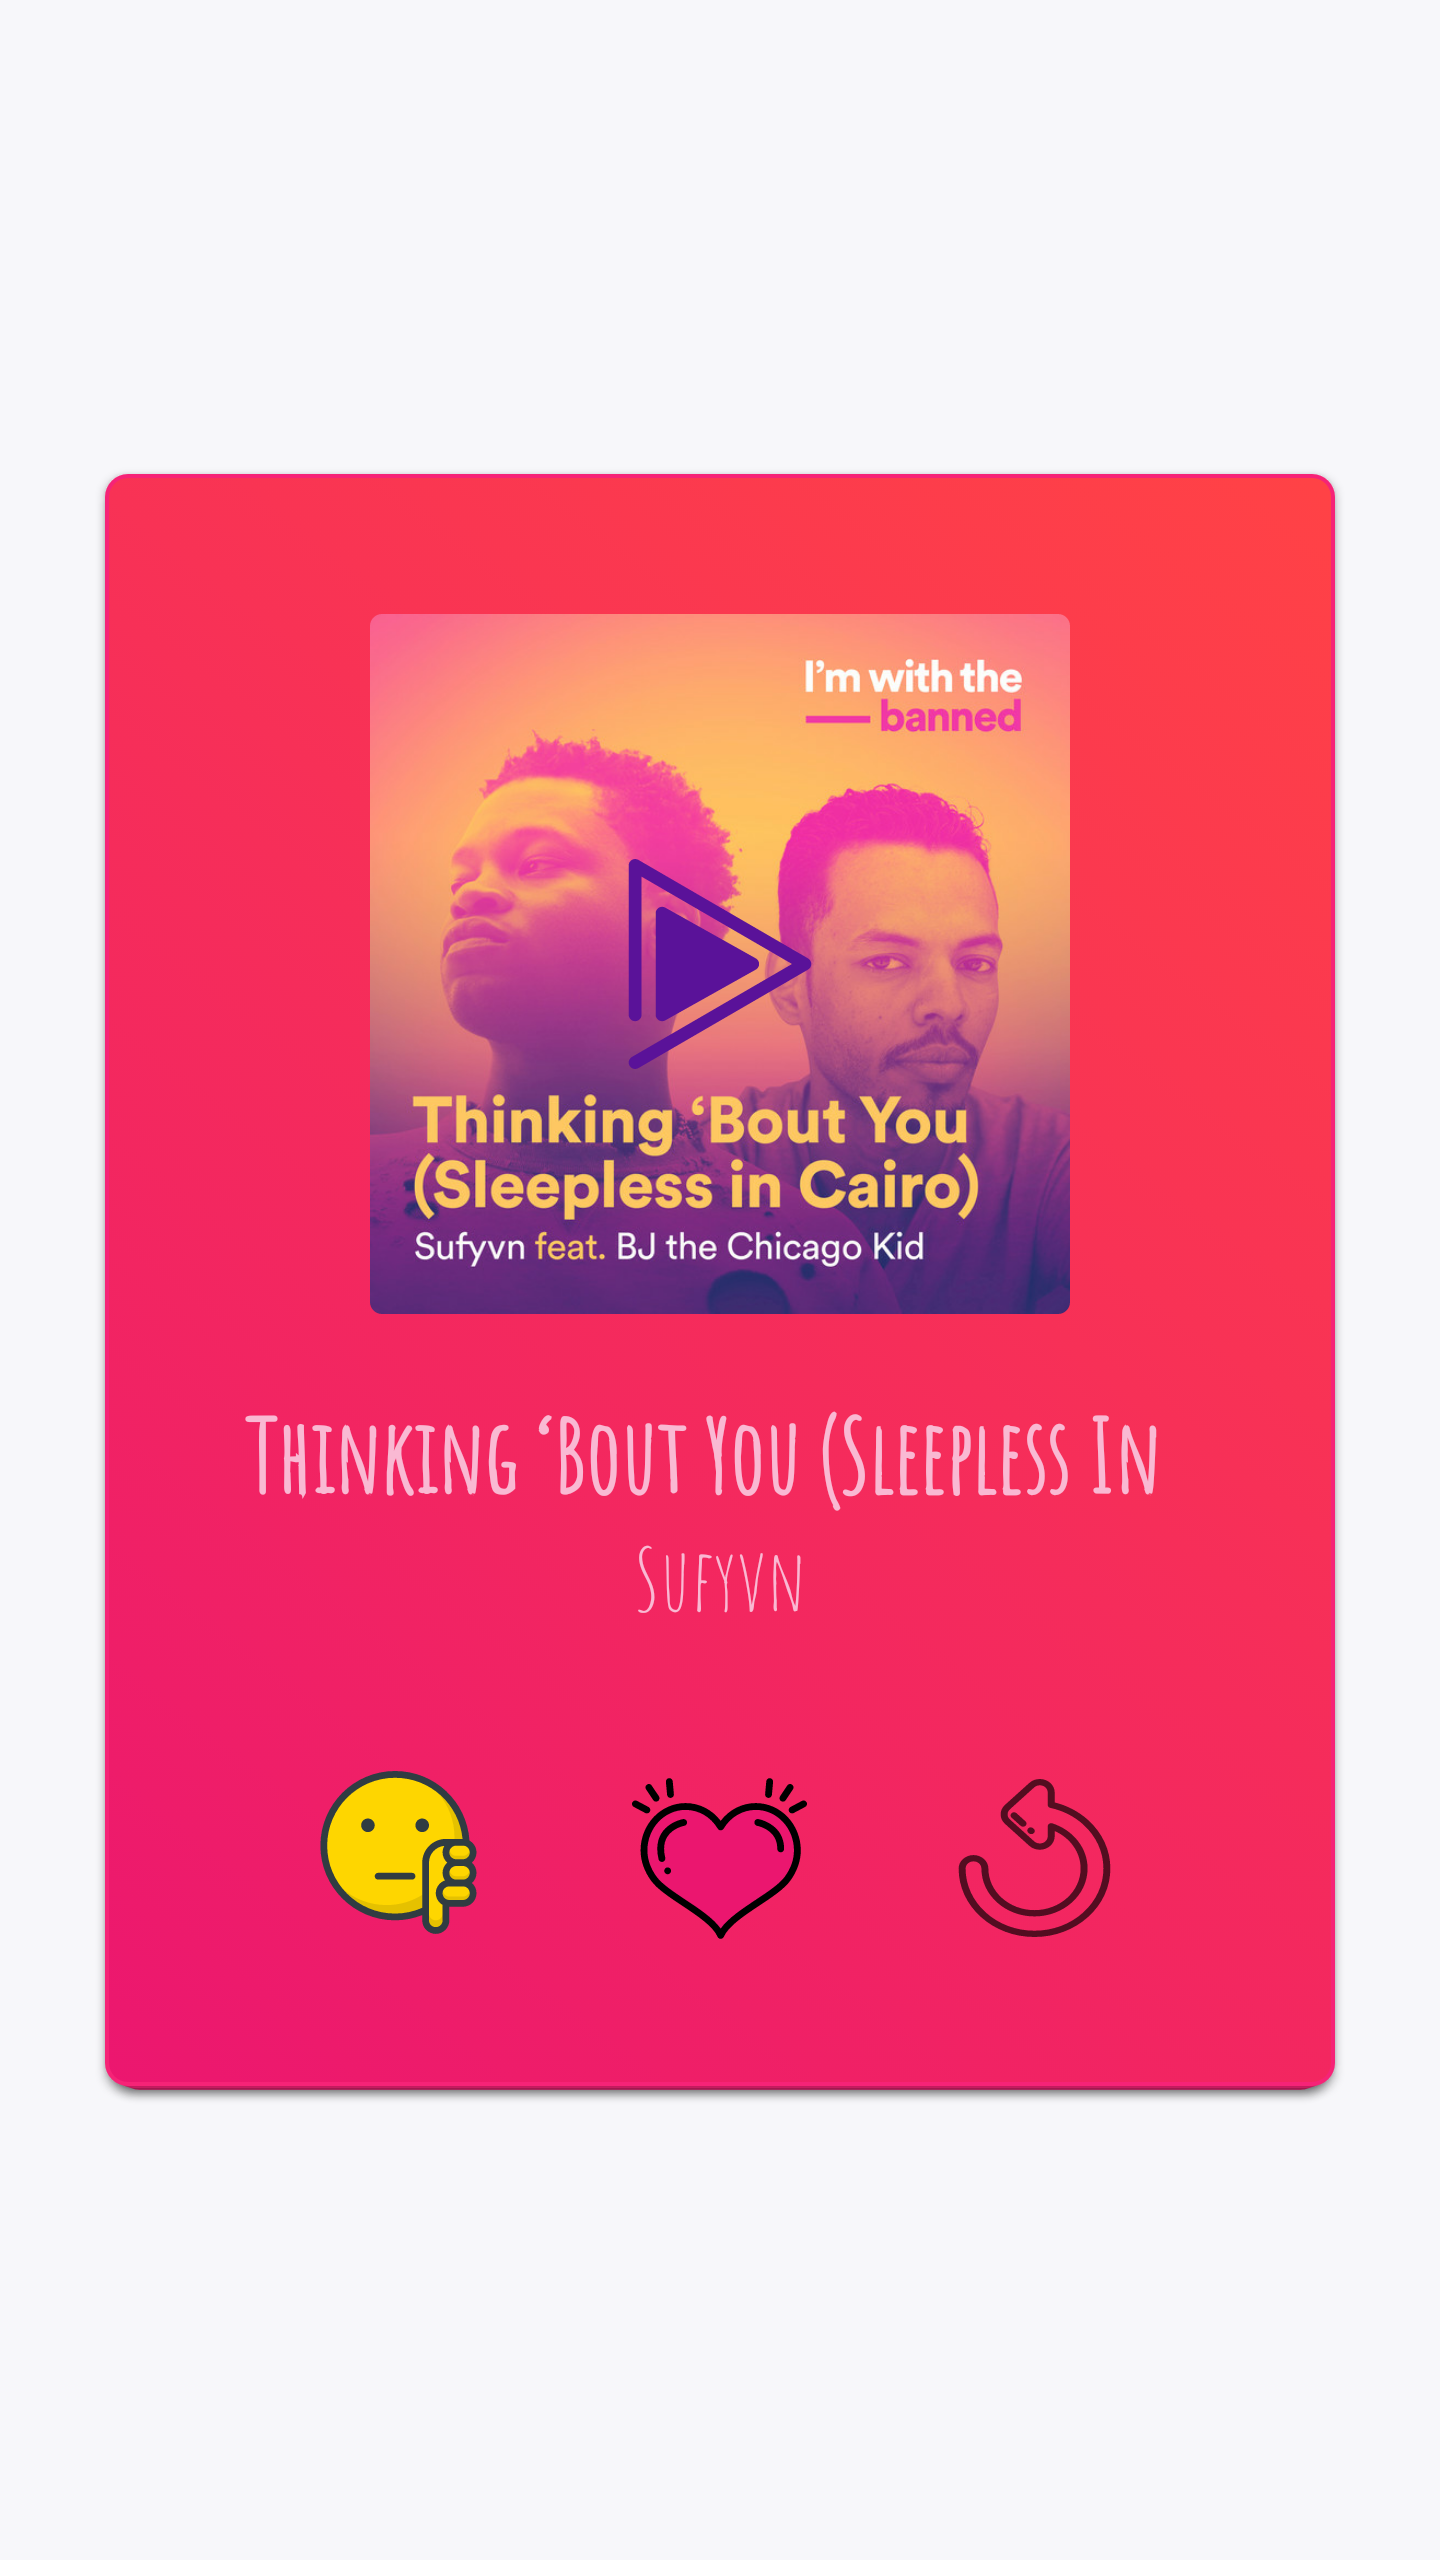 I’m with the
banned
Thinking ‘Bout You
(Sleepless in Cairo)
Sufyvn feat. BJ the Chicago Kid
Thinking ‘Bout You (Sleepless In
Sufyvn